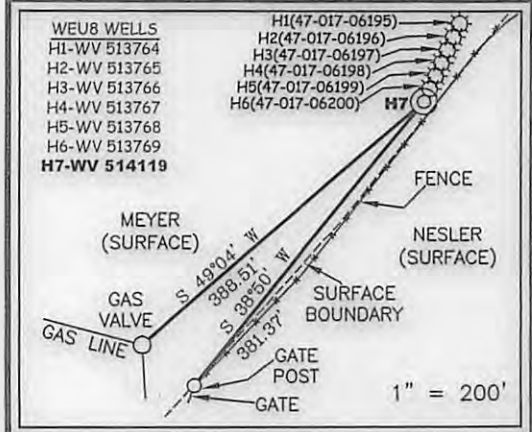 WEU8 WELLS
H1-WV 513764
H2-WV 513765
H3-WV 513766
H4-WV 513767
H5-WV 513768
H6-WV 513769
H7-WV 514119
H1(47-017-06195)
H2(47-017-06196)
H3(47-017-06197)
H4(47-017-06198)
H5(47-017-06199)
H6(47-017-06200)
H7
FENCE
MEYER
(SURFACE)
NESLER
(SURFACE)
S 49°04' W
388.51'
S 38°50' W
381.37'
SURFACE
BOUNDARY
GAS
VALVE
GAS LINE
GATE
POST
GATE
1" = 200'